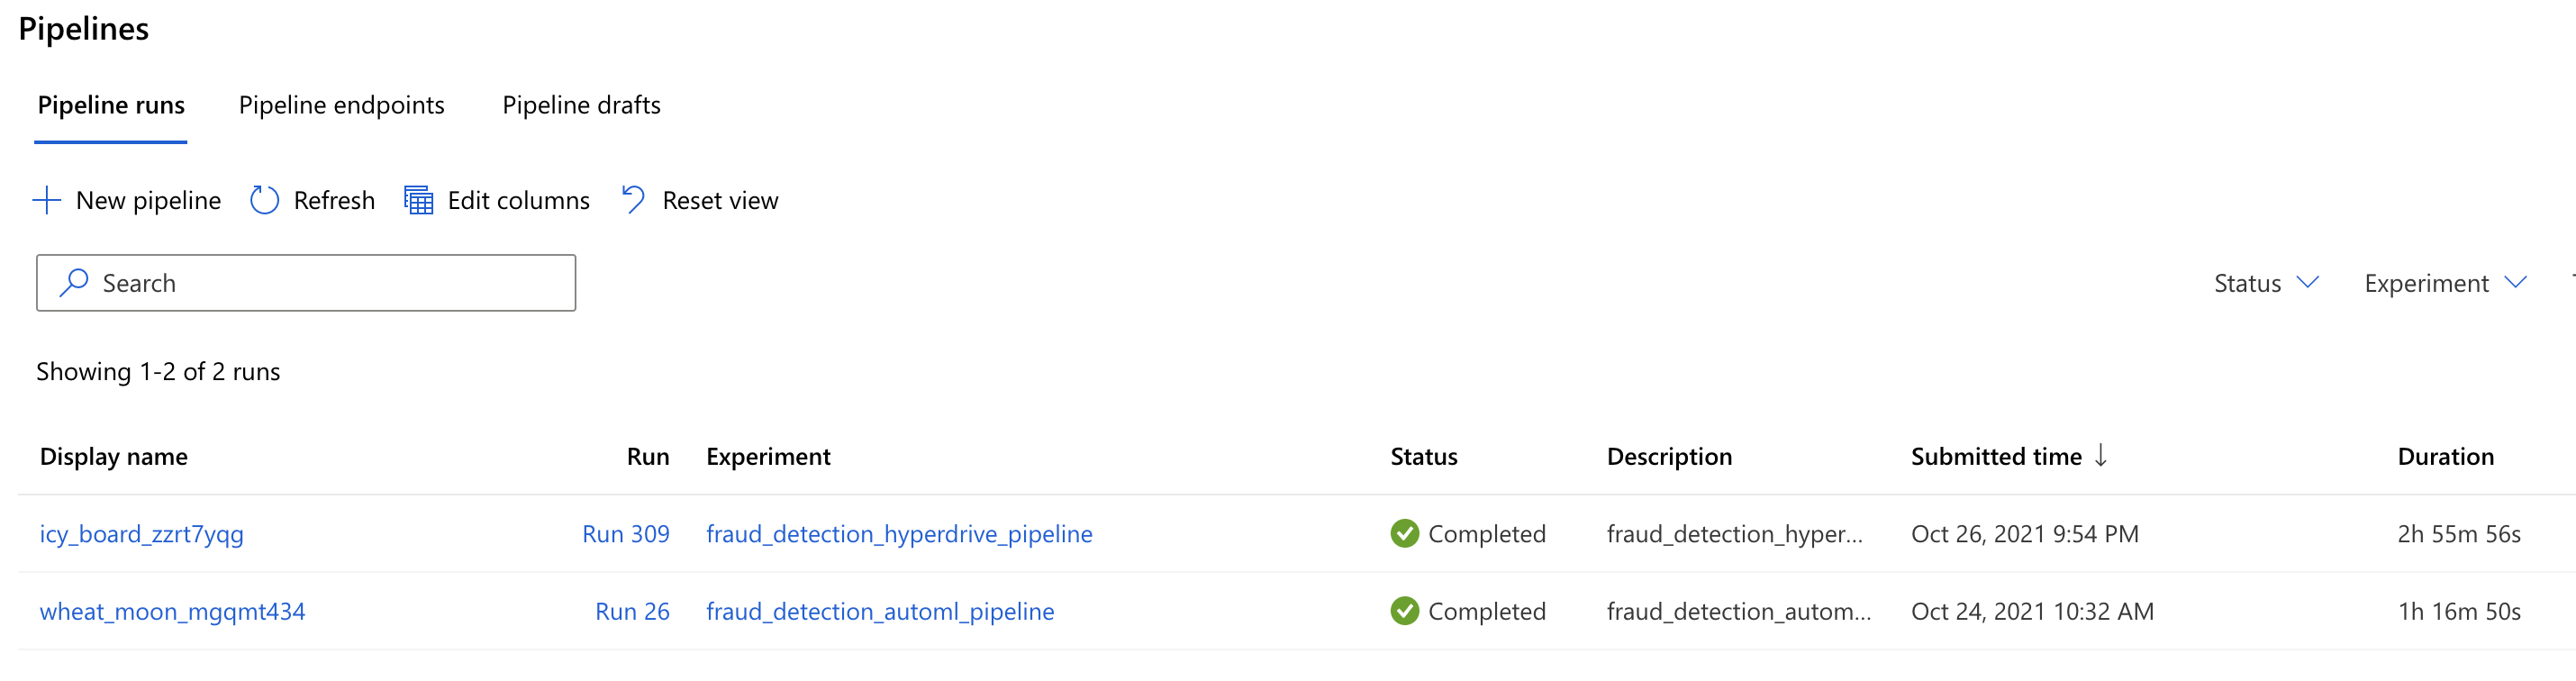 Pipelines
Pipeline runs Pipeline endpoints Pipeline drafts
New pipeline Refresh Edit columns Reset view
Search Status Experiment
Showing 1-2 of 2 runs
Display name Run Experiment Status Description Submitted time ↓ Duration
icy_board_zzrt7yqg Run 309 fraud_detection_hyperdrive_pipeline Completed fraud_detection_hyper... Oct 26, 2021 9:54 PM 2h 55m 56s
wheat_moon_mgqmt434 Run 26 fraud_detection_automl_pipeline Completed fraud_detection_autom... Oct 24, 2021 10:32 AM 1h 16m 50s